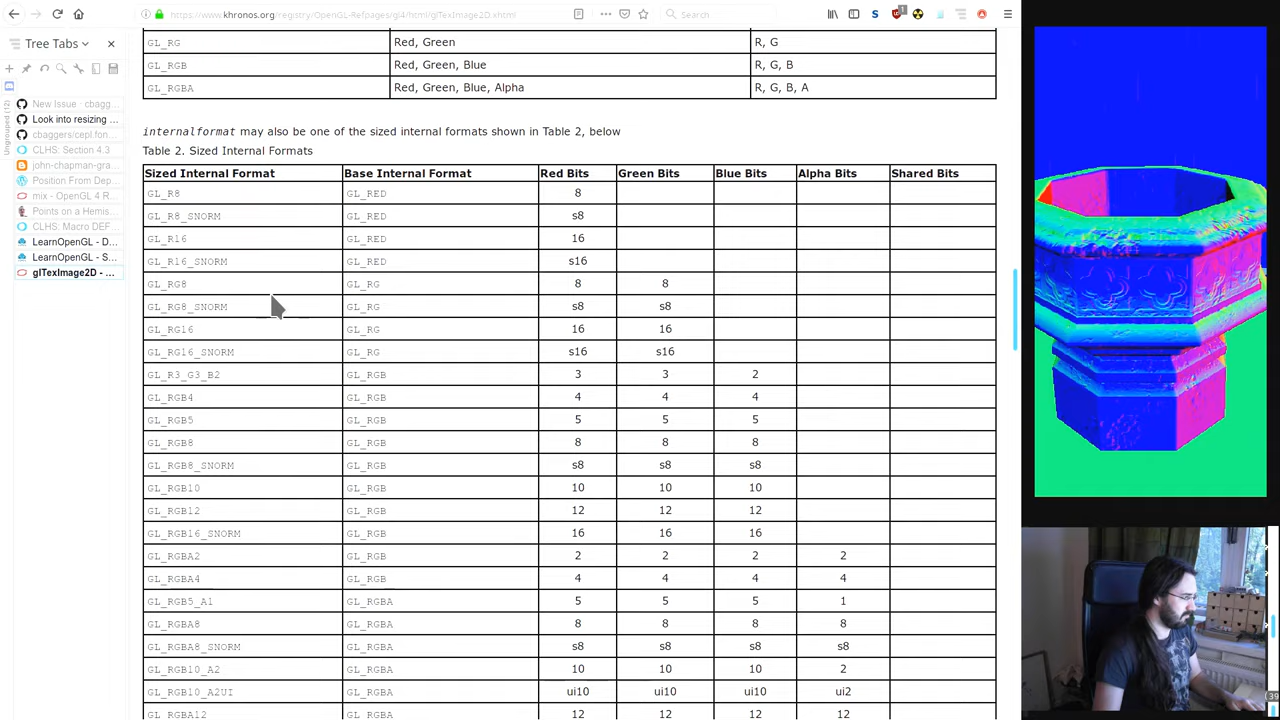 https://www.khronos.org/registry/OpenGL-Refpages/gl4/html/glTexImage2D.xhtml
Search
Tree Tabs
Ungrouped (12)
New Issue · cbagg...
Look into resizing ...
cbaggers/cepl.fon...
CLHS: Section 4.3
john-chapman-gra...
Position From Dep...
mix - OpenGL 4 R...
Points on a Hemis...
CLHS: Macro DEF...
LearnOpenGL - D...
LearnOpenGL - S...
glTexImage2D - ...
GL_RG Red, Green R, G
GL_RGB Red, Green, Blue R, G, B
GL_RGBA Red, Green, Blue, Alpha R, G, B, A
internalformat may also be one of the sized internal formats shown in Table 2, below
Table 2. Sized Internal Formats
Sized Internal Format Base Internal Format Red Bits Green Bits Blue Bits Alpha Bits Shared Bits
GL_R8 GL_RED 8
GL_R8_SNORM GL_RED s8
GL_R16 GL_RED 16
GL_R16_SNORM GL_RED s16
GL_RG8 GL_RG 8 8
GL_RG8_SNORM GL_RG s8 s8
GL_RG16 GL_RG 16 16
GL_RG16_SNORM GL_RG s16 s16
GL_R3_G3_B2 GL_RGB 3 3 2
GL_RGB4 GL_RGB 4 4 4
GL_RGB5 GL_RGB 5 5 5
GL_RGB8 GL_RGB 8 8 8
GL_RGB8_SNORM GL_RGB s8 s8 s8
GL_RGB10 GL_RGB 10 10 10
GL_RGB12 GL_RGB 12 12 12
GL_RGB16_SNORM GL_RGB 16 16 16
GL_RGBA2 GL_RGB 2 2 2 2
GL_RGBA4 GL_RGB 4 4 4 4
GL_RGB5_A1 GL_RGBA 5 5 5 1
GL_RGBA8 GL_RGBA 8 8 8 8
GL_RGBA8_SNORM GL_RGBA s8 s8 s8 s8
GL_RGB10_A2 GL_RGBA 10 10 10 2
GL_RGB10_A2UI GL_RGBA ui10 ui10 ui10 ui2
GL_RGBA12 GL_RGBA 12 12 12 12